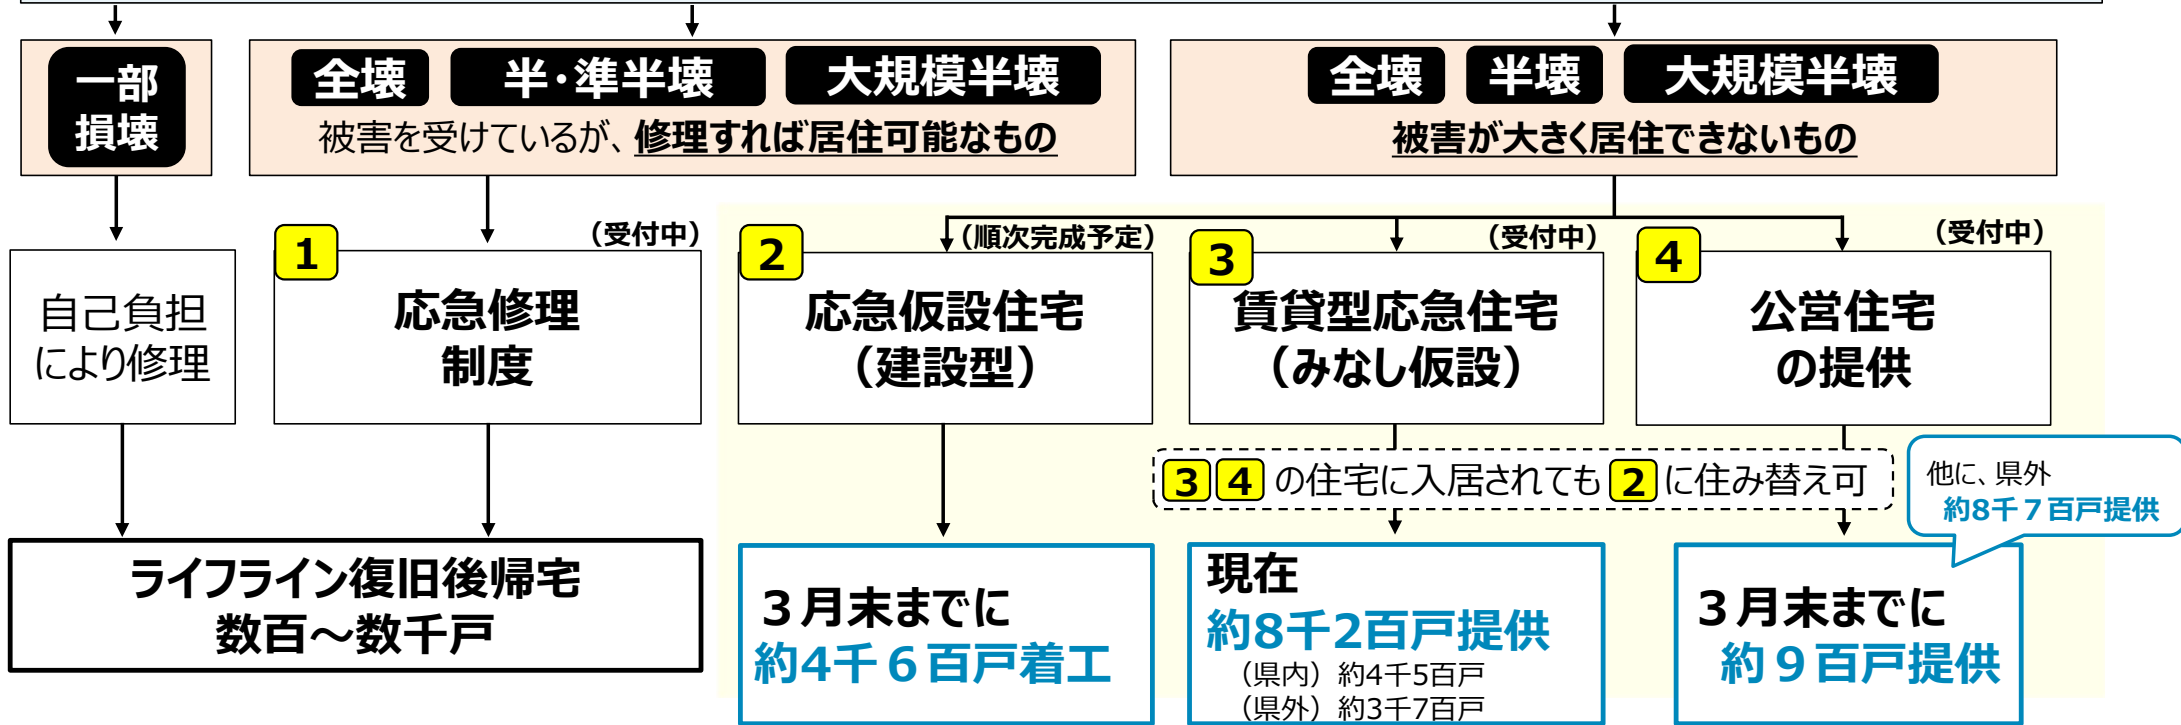 一部
損壊
全壊 半・準半壊 大規模半壊
被害を受けているが、修理すれば居住可能なもの
全壊 半壊 大規模半壊
被害が大きく居住できないもの
自己負担
により修理
1
（受付中）
応急修理
制度
2
（順次完成予定）
応急仮設住宅
（建設型）
3
（受付中）
賃貸型応急住宅
（みなし仮設）
4
（受付中）
公営住宅
の提供
3 4 の住宅に入居されても 2 に住み替え可
他に、県外
約8千７百戸提供
ライフライン復旧後帰宅
数百～数千戸
３月末までに
約4千６百戸着工
現在
約8千2百戸提供
（県内）約4千5百戸
（県外）約3千7百戸
３月末までに
約９百戸提供